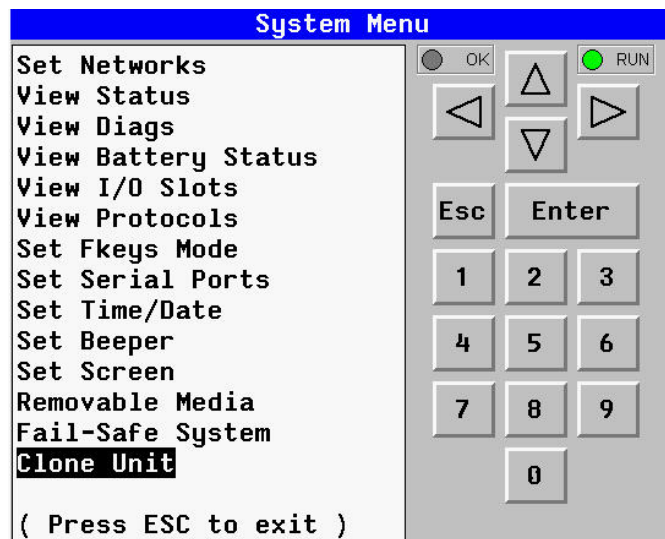 System Menu
Set Networks
View Status
View Diags
View Battery Status
View I/O Slots
View Protocols
Set Fkeys Mode
Set Serial Ports
Set Time/Date
Set Beeper
Set Screen
Removable Media
Fail-Safe System
Clone Unit
( Press ESC to exit )
OK
RUN
Esc
Enter
1 2 3
4 5 6
7 8 9
0